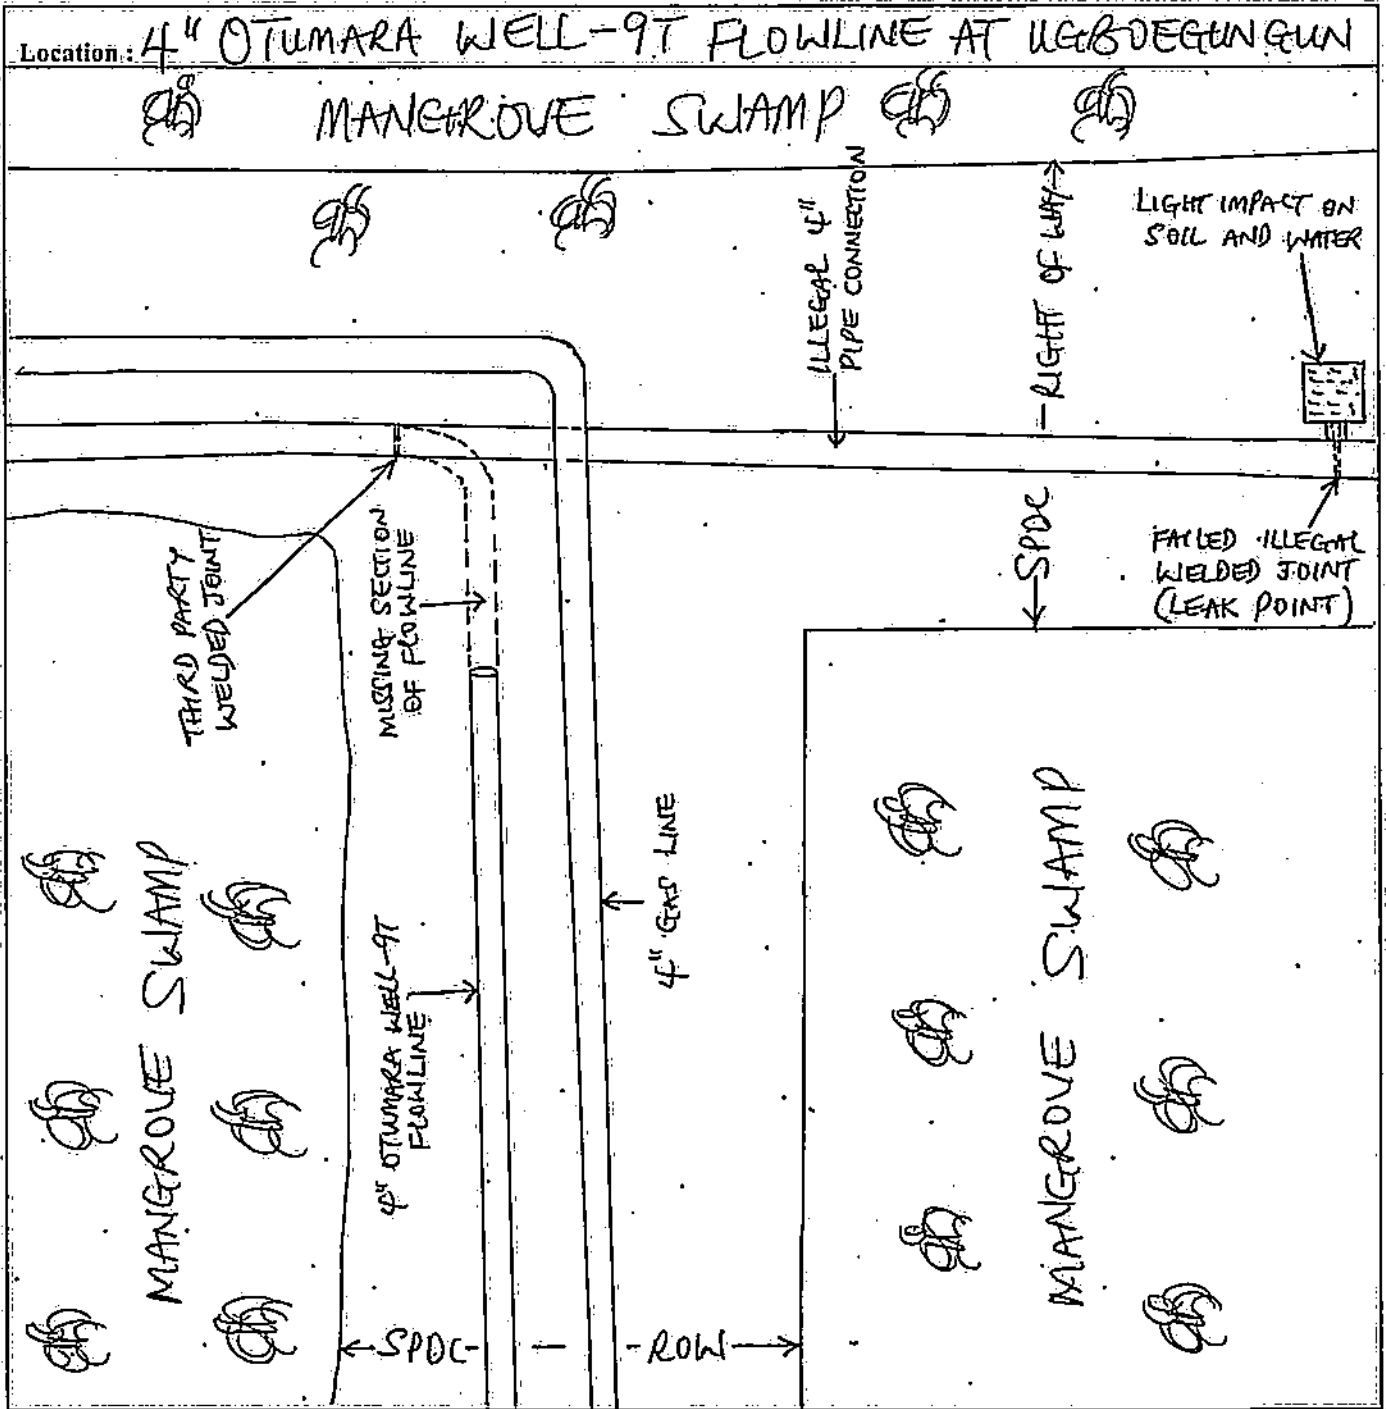 Location: 4" OTUMARA WELL-9T FLOWLINE AT UGBOEGUNGUN
MANGROVE SWAMP
ILLEGAL 4"
PIPE CONNECTION
SPDC - RIGHT OF WAY
LIGHT IMPACT ON
SOIL AND WATER
FAILED ILLEGAL
WELDED JOINT
(LEAK POINT)
THIRD PARTY
WELDED JOINT
MISSING SECTION
OF FLOWLINE
4" GAS LINE
4" OTUMARA WELL-9T
FLOWLINE
MANGROVE SWAMP
MANGROVE SWAMP
SPDC - - - ROW